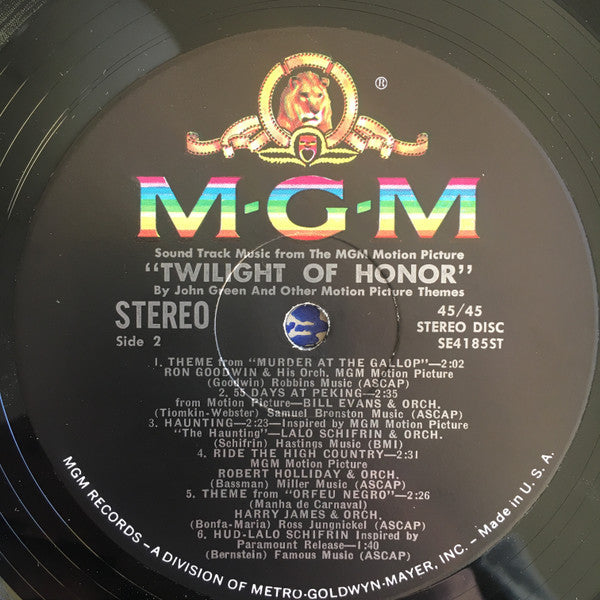 ®
M-G-M
Sound Track Music from The MGM Motion Picture
"TWILIGHT OF HONOR"
By John Green And Other Motion Picture Themes
STEREO
Side 2
45/45
STEREO DISC
SE4185ST
1. THEME from "MURDER AT THE GALLOP"—2:02
RON GOODWIN & His Orch. MGM Motion Picture
(Goodwin) Robbins Music (ASCAP)
2. 55 DAYS AT PEKING—2:35
from Motion Picture—BILL EVANS & ORCH.
(Tiomkin-Webster) Samuel Bronston Music (ASCAP)
3. HAUNTING—2:23—Inspired by MGM Motion Picture
"The Haunting"—LALO SCHIFRIN & ORCH.
(Schifrin) Hastings Music (BMI)
4. RIDE THE HIGH COUNTRY—2:31
MGM Motion Picture
ROBERT HOLLIDAY & ORCH.
(Bassman) Miller Music (ASCAP)
5. THEME from "ORFEU NEGRO"—2:26
(Manha de Carnaval)
HARRY JAMES & ORCH.
(Bonfa-Maria) Ross Jungnickel (ASCAP)
6. HUD-LALO SCHIFRIN Inspired by
Paramount Release—1:40
(Bernstein) Famous Music (ASCAP)
MGM RECORDS—A DIVISION OF METRO-GOLDWYN-MAYER, INC.—Made in U. S. A.